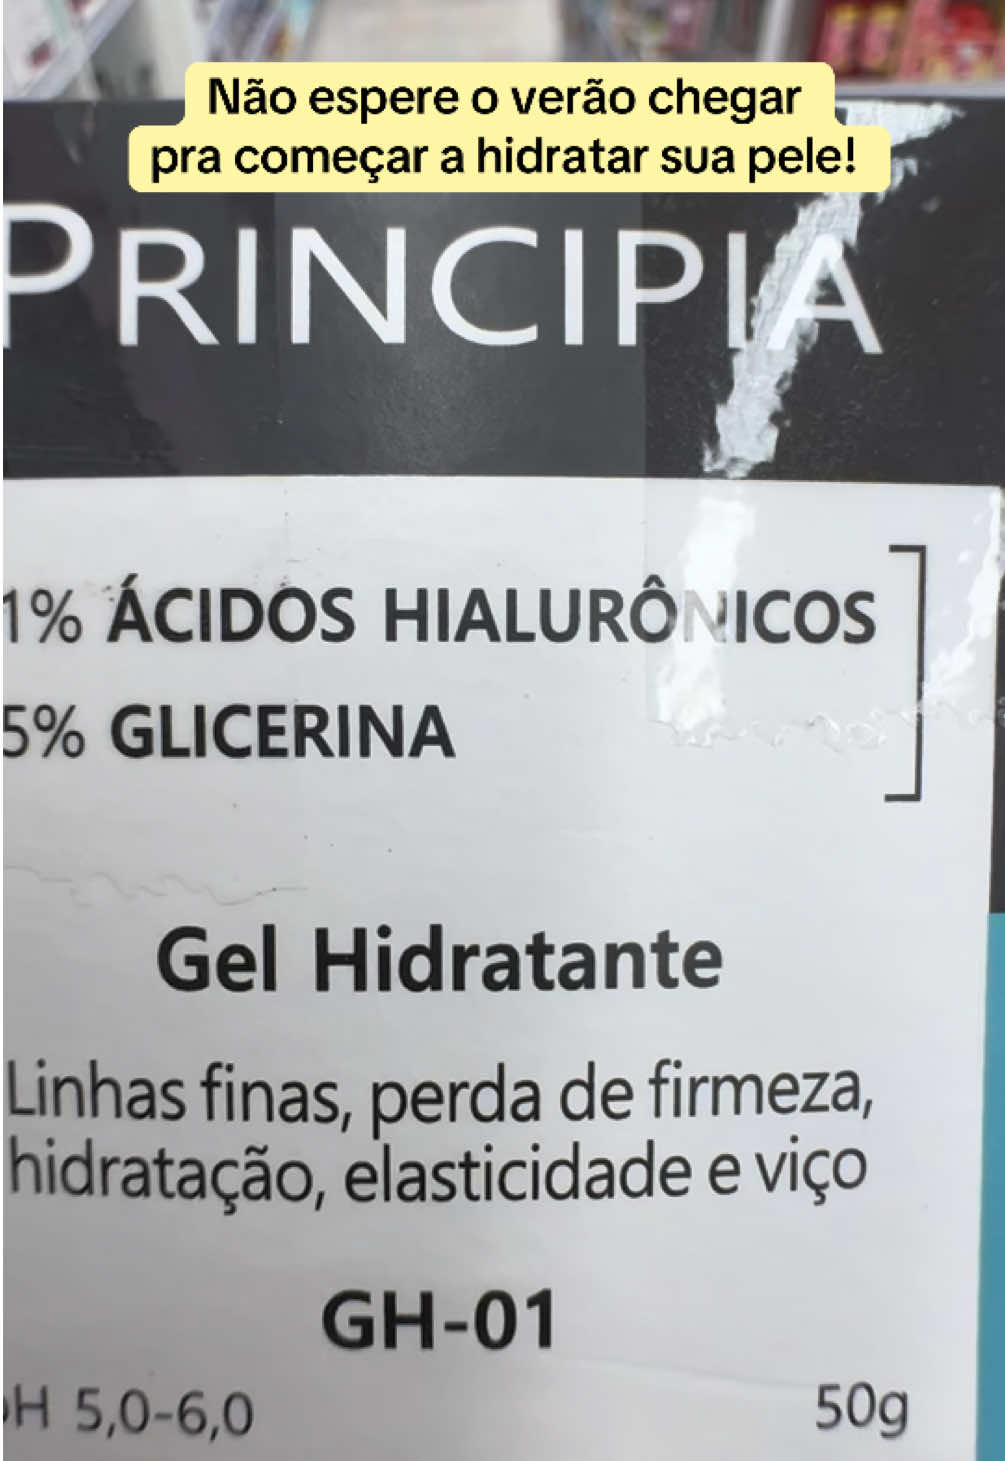 Não espere o verão chegar
pra começar a hidratar sua pele!
PRINCIPIA
1% ÁCIDOS HIALURÔNICOS
5% GLICERINA
Gel Hidratante
Linhas finas, perda de firmeza,
hidratação, elasticidade e viço
GH-01
pH 5,0-6,0
50g